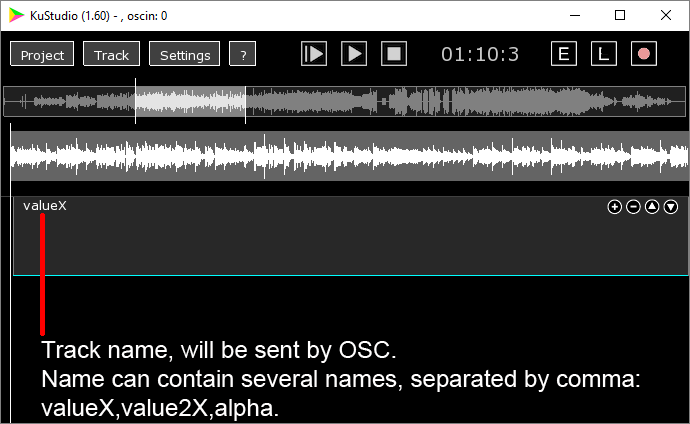 KuStudio (1.60) - , oscin: 0
Project Track Settings ? 01:10:3 E L
valueX
Track name, will be sent by OSC.
Name can contain several names, separated by comma:
valueX,value2X,alpha.